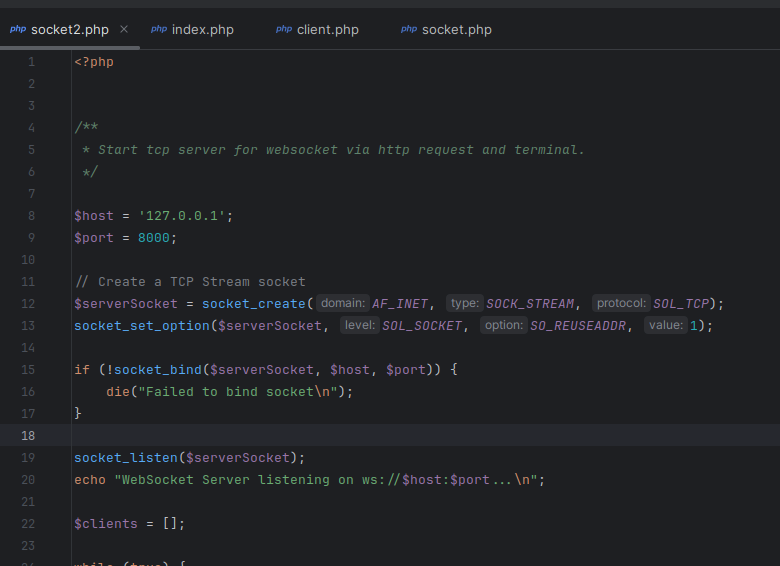 php socket2.php × php index.php php client.php php socket.php
1 <?php
2
3
4 /**
5 * Start tcp server for websocket via http request and terminal.
6 */
7
8 $host = '127.0.0.1';
9 $port = 8000;
10
11 // Create a TCP Stream socket
12 $serverSocket = socket_create( domain: AF_INET, type: SOCK_STREAM, protocol: SOL_TCP);
13 socket_set_option($serverSocket, level: SOL_SOCKET, option: SO_REUSEADDR, value: 1);
14
15 if (!socket_bind($serverSocket, $host, $port)) {
16 die("Failed to bind socket\n");
17 }
18
19 socket_listen($serverSocket);
20 echo "WebSocket Server listening on ws://$host:$port...\n";
21
22 $clients = [];
23
24 while (true) {